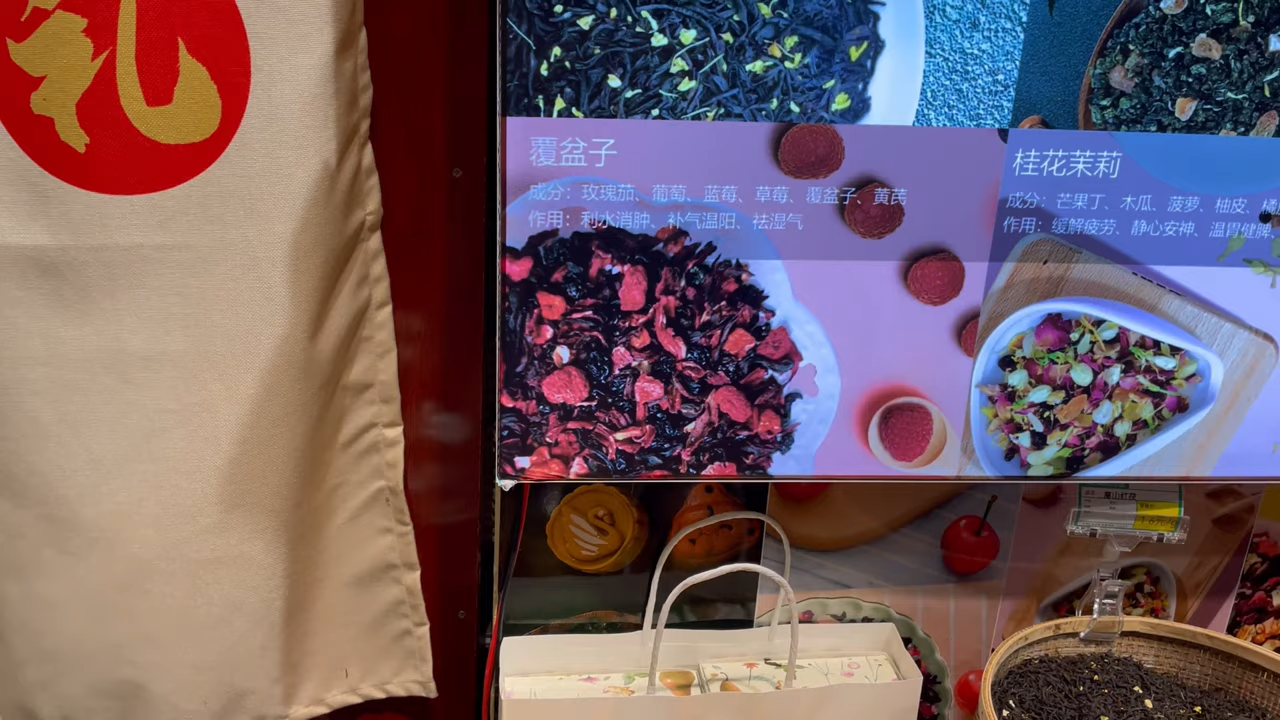 礼
覆盆子
成分：玫瑰茄、葡萄、蓝莓、草莓、覆盆子、黄芪
作用：利水消肿、补气温阳、祛湿气
桂花茉莉
成分：芒果丁、木瓜、菠萝、柚皮、橘
作用：缓解疲劳、静心安神、温胃健脾、